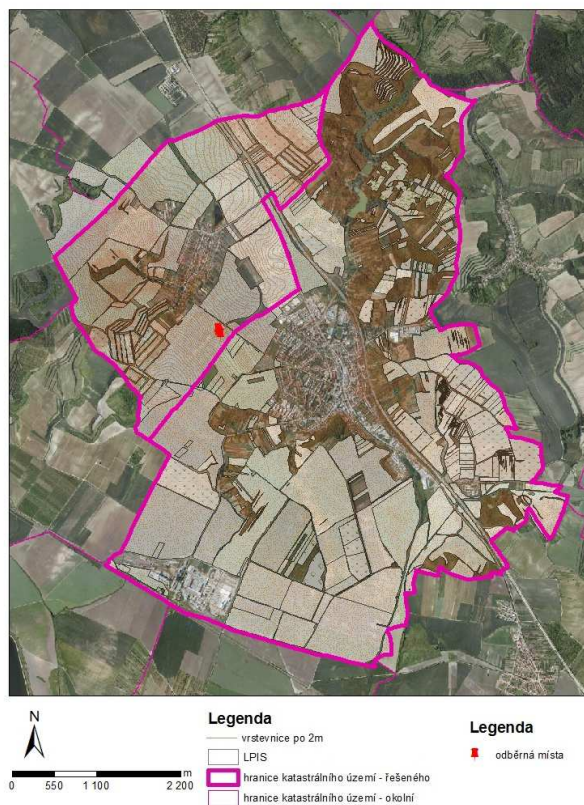 N
m
0 550 1 100 2 200
Legenda
vrstevnice po 2m
LPIS
hranice katastrálního území - řešeného
hranice katastrálního území - okolní
Legenda
odběrná místa